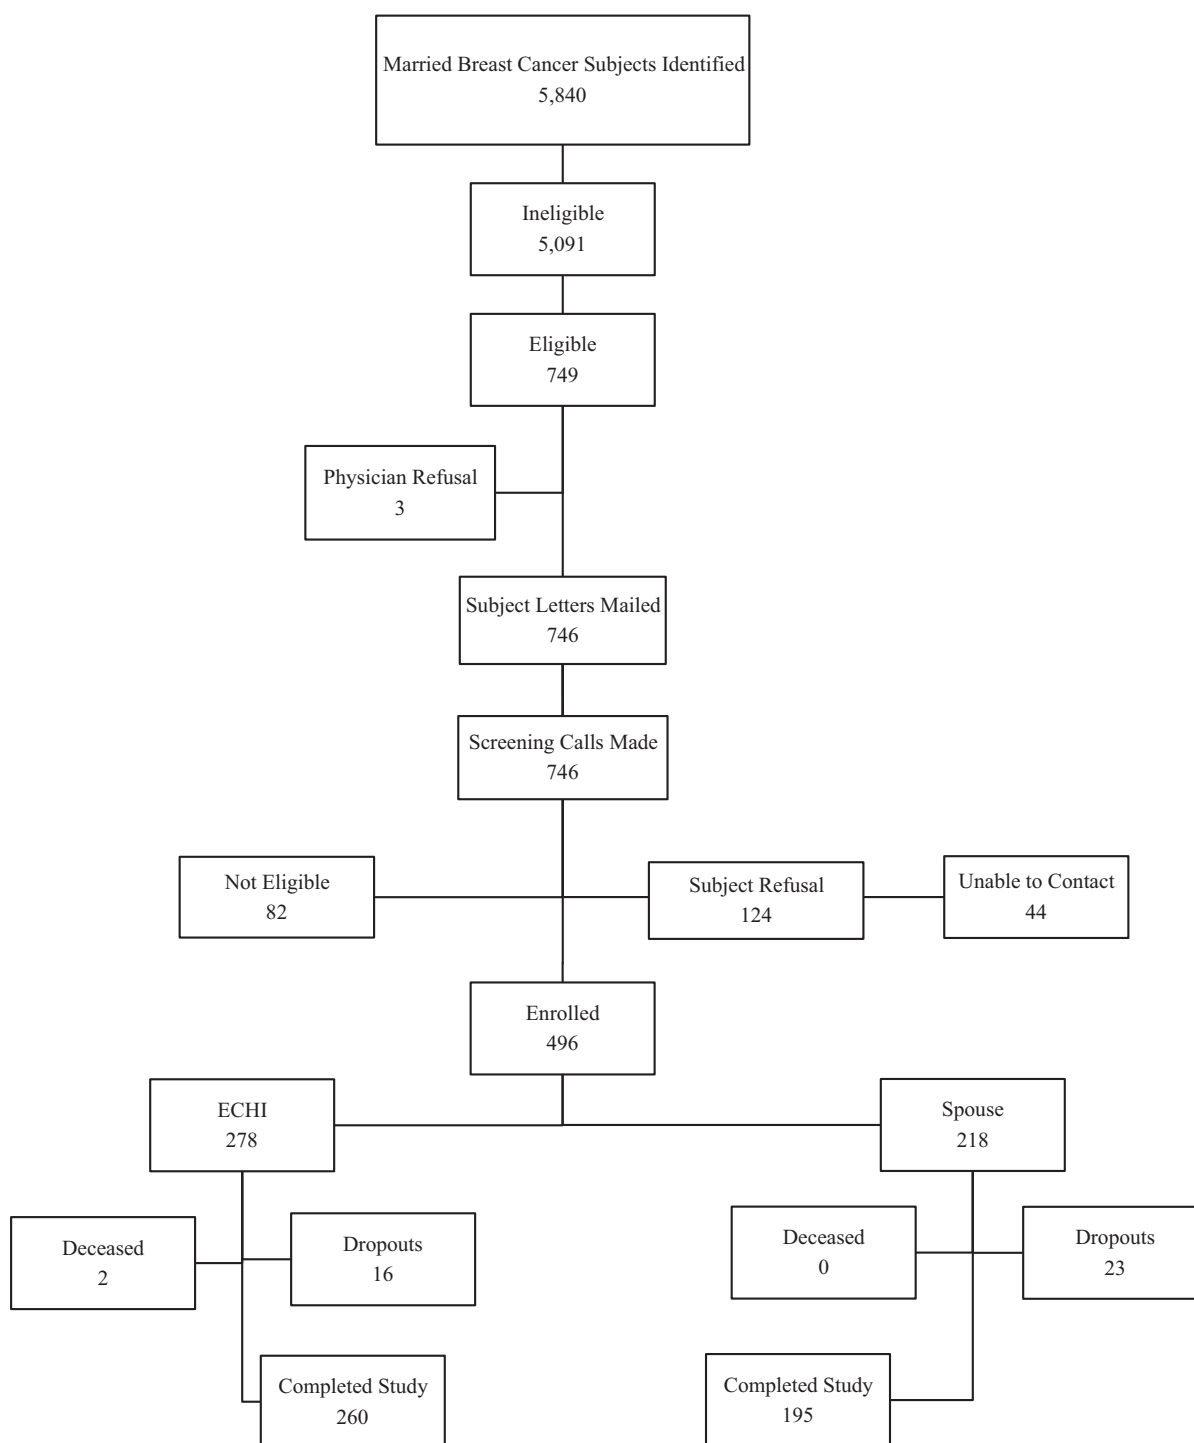 Married Breast Cancer Subjects Identified
5,840
Ineligible
5,091
Eligible
749
Physician Refusal
3
Subject Letters Mailed
746
Screening Calls Made
746
Not Eligible
82
Subject Refusal
124
Unable to Contact
44
Enrolled
496
ECHI
278
Spouse
218
Deceased
2
Dropouts
16
Deceased
0
Dropouts
23
Completed Study
260
Completed Study
195